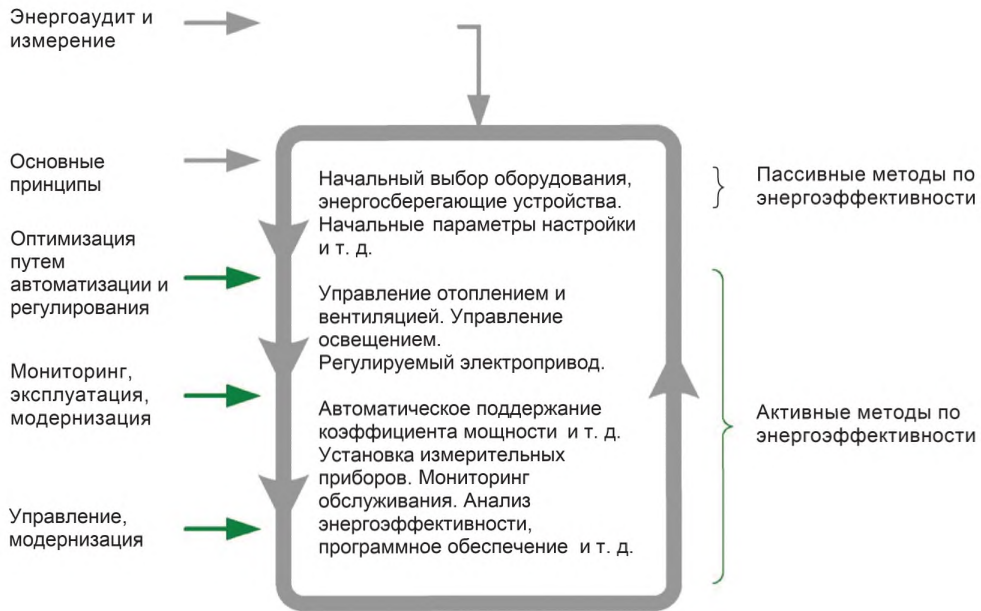 Энергоаудит и
измерение
Основные
принципы
Оптимизация
путем
автоматизации и
регулирования
Мониторинг,
эксплуатация,
модернизация
Управление,
модернизация
Начальный выбор оборудования,
энергосберегающие устройства.
Начальные параметры настройки
и т. д.
Управление отоплением и
вентиляцией. Управление
освещением.
Регулируемый электропривод.
Автоматическое поддержание
коэффициента мощности и т. д.
Установка измерительных
приборов. Мониторинг
обслуживания. Анализ
энергоэффективности,
программное обеспечение и т. д.
Пассивные методы по
энергоэффективности
Активные методы по
энергоэффективности